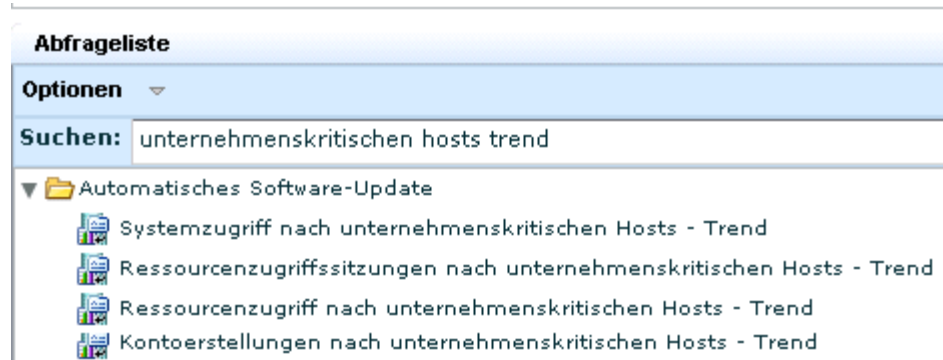 Abfrageliste
Optionen
Suchen: unternehmenskritischen hosts trend
Automatisches Software-Update
Systemzugriff nach unternehmenskritischen Hosts - Trend
Ressourcenzugriffssitzungen nach unternehmenskritischen Hosts - Trend
Ressourcenzugriff nach unternehmenskritischen Hosts - Trend
Kontoerstellungen nach unternehmenskritischen Hosts - Trend